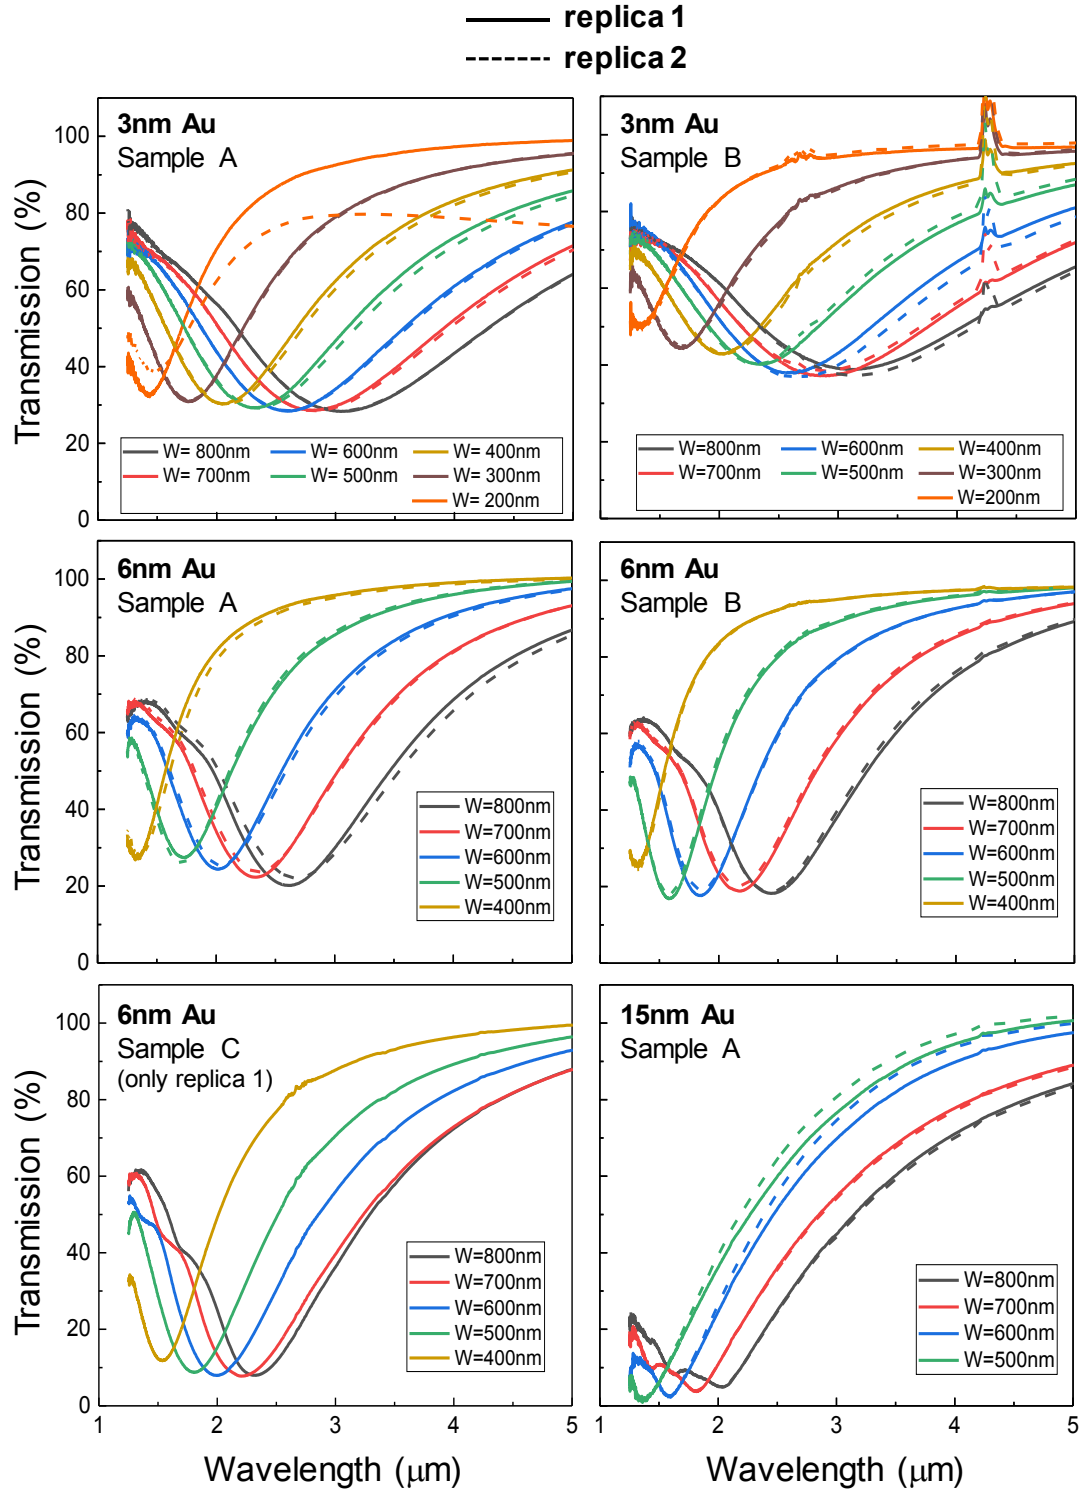 replica 1
replica 2
3nm Au
Sample A
W= 800nm
W= 600nm
W= 400nm
W= 700nm
W= 500nm
W= 300nm
W= 200nm
Transmission (%)
100
80
60
40
20
0
3nm Au
Sample B
W=800nm
W=600nm
W=400nm
W=700nm
W=500nm
W=300nm
W=200nm
6nm Au
Sample A
W=800nm
W=700nm
W=600nm
W=500nm
W=400nm
Transmission (%)
100
80
60
40
20
0
6nm Au
Sample B
W=800nm
W=700nm
W=600nm
W=500nm
W=400nm
6nm Au
Sample C
(only replica 1)
W=800nm
W=700nm
W=600nm
W=500nm
W=400nm
Transmission (%)
100
80
60
40
20
0
1 2 3 4 5
Wavelength (μm)
15nm Au
Sample A
W=800nm
W=700nm
W=600nm
W=500nm
1 2 3 4 5
Wavelength (μm)